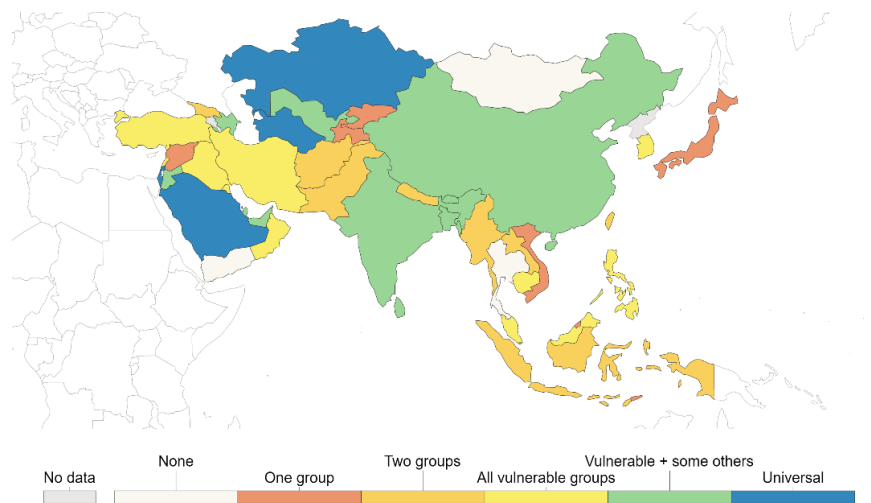 None
Two groups
Vulnerable + some others
No data
One group
All vulnerable groups
Universal